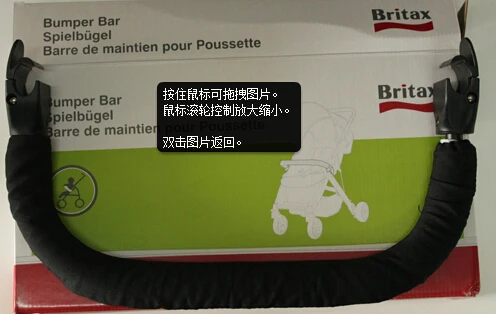 Bumper Bar
Spielbügel
Barre de maintien pour Poussette
Britax
Bumper Bar
Spielbügel
Barre de maintien pour Poussette
Britax
按住鼠标可拖拽图片。
鼠标滚轮控制放大缩小。
双击图片返回。